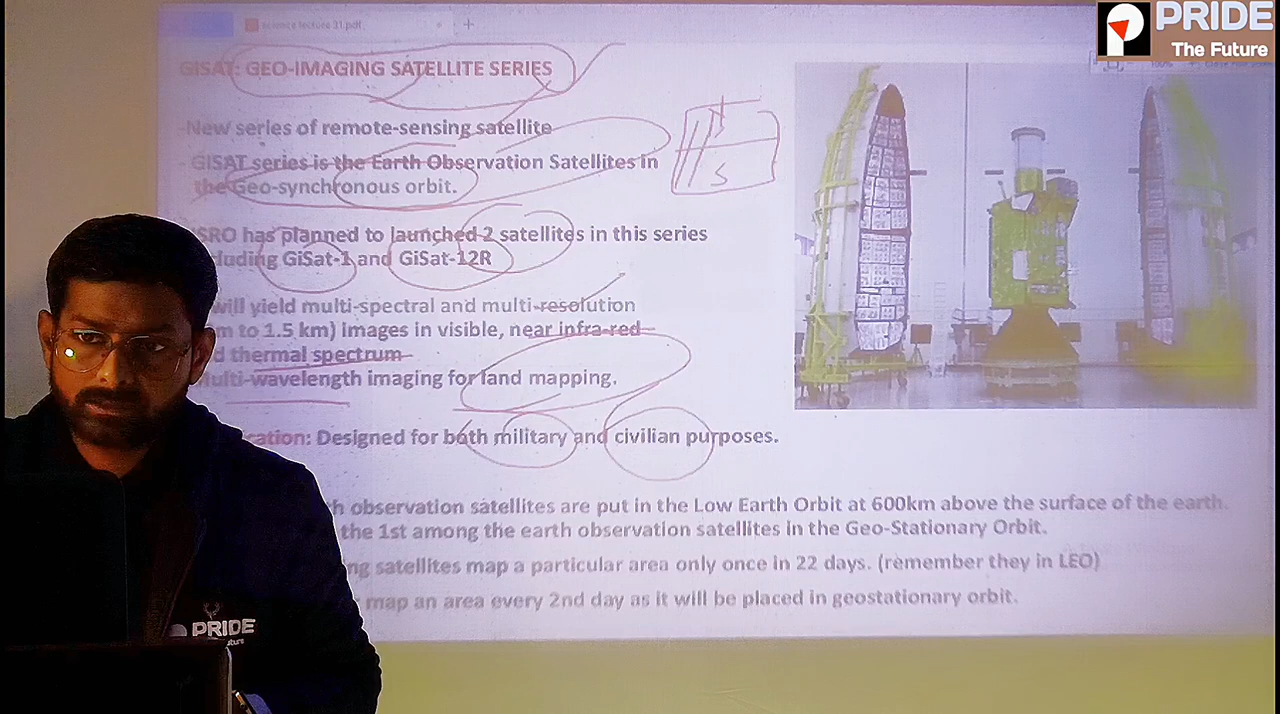 PRIDE
The Future
science lecture 31.pdf
GISAT: GEO-IMAGING SATELLITE SERIES
-New series of remote-sensing satellite
- GISAT series is the Earth Observation Satellites in
the Geo-synchronous orbit.
SRO has planned to launched 2 satellites in this series
cluding GiSat-1 and GiSat-12R
will yield multi-spectral and multi-resolution
m to 1.5 km) images in visible, near infra-red
d thermal spectrum
multi-wavelength imaging for land mapping.
cation: Designed for both military and civilian purposes.
h observation satellites are put in the Low Earth Orbit at 600km above the surface of the earth.
the 1st among the earth observation satellites in the Geo-Stationary Orbit.
ng satellites map a particular area only once in 22 days. (remember they in LEO)
map an area every 2nd day as it will be placed in geostationary orbit.
PRIDE